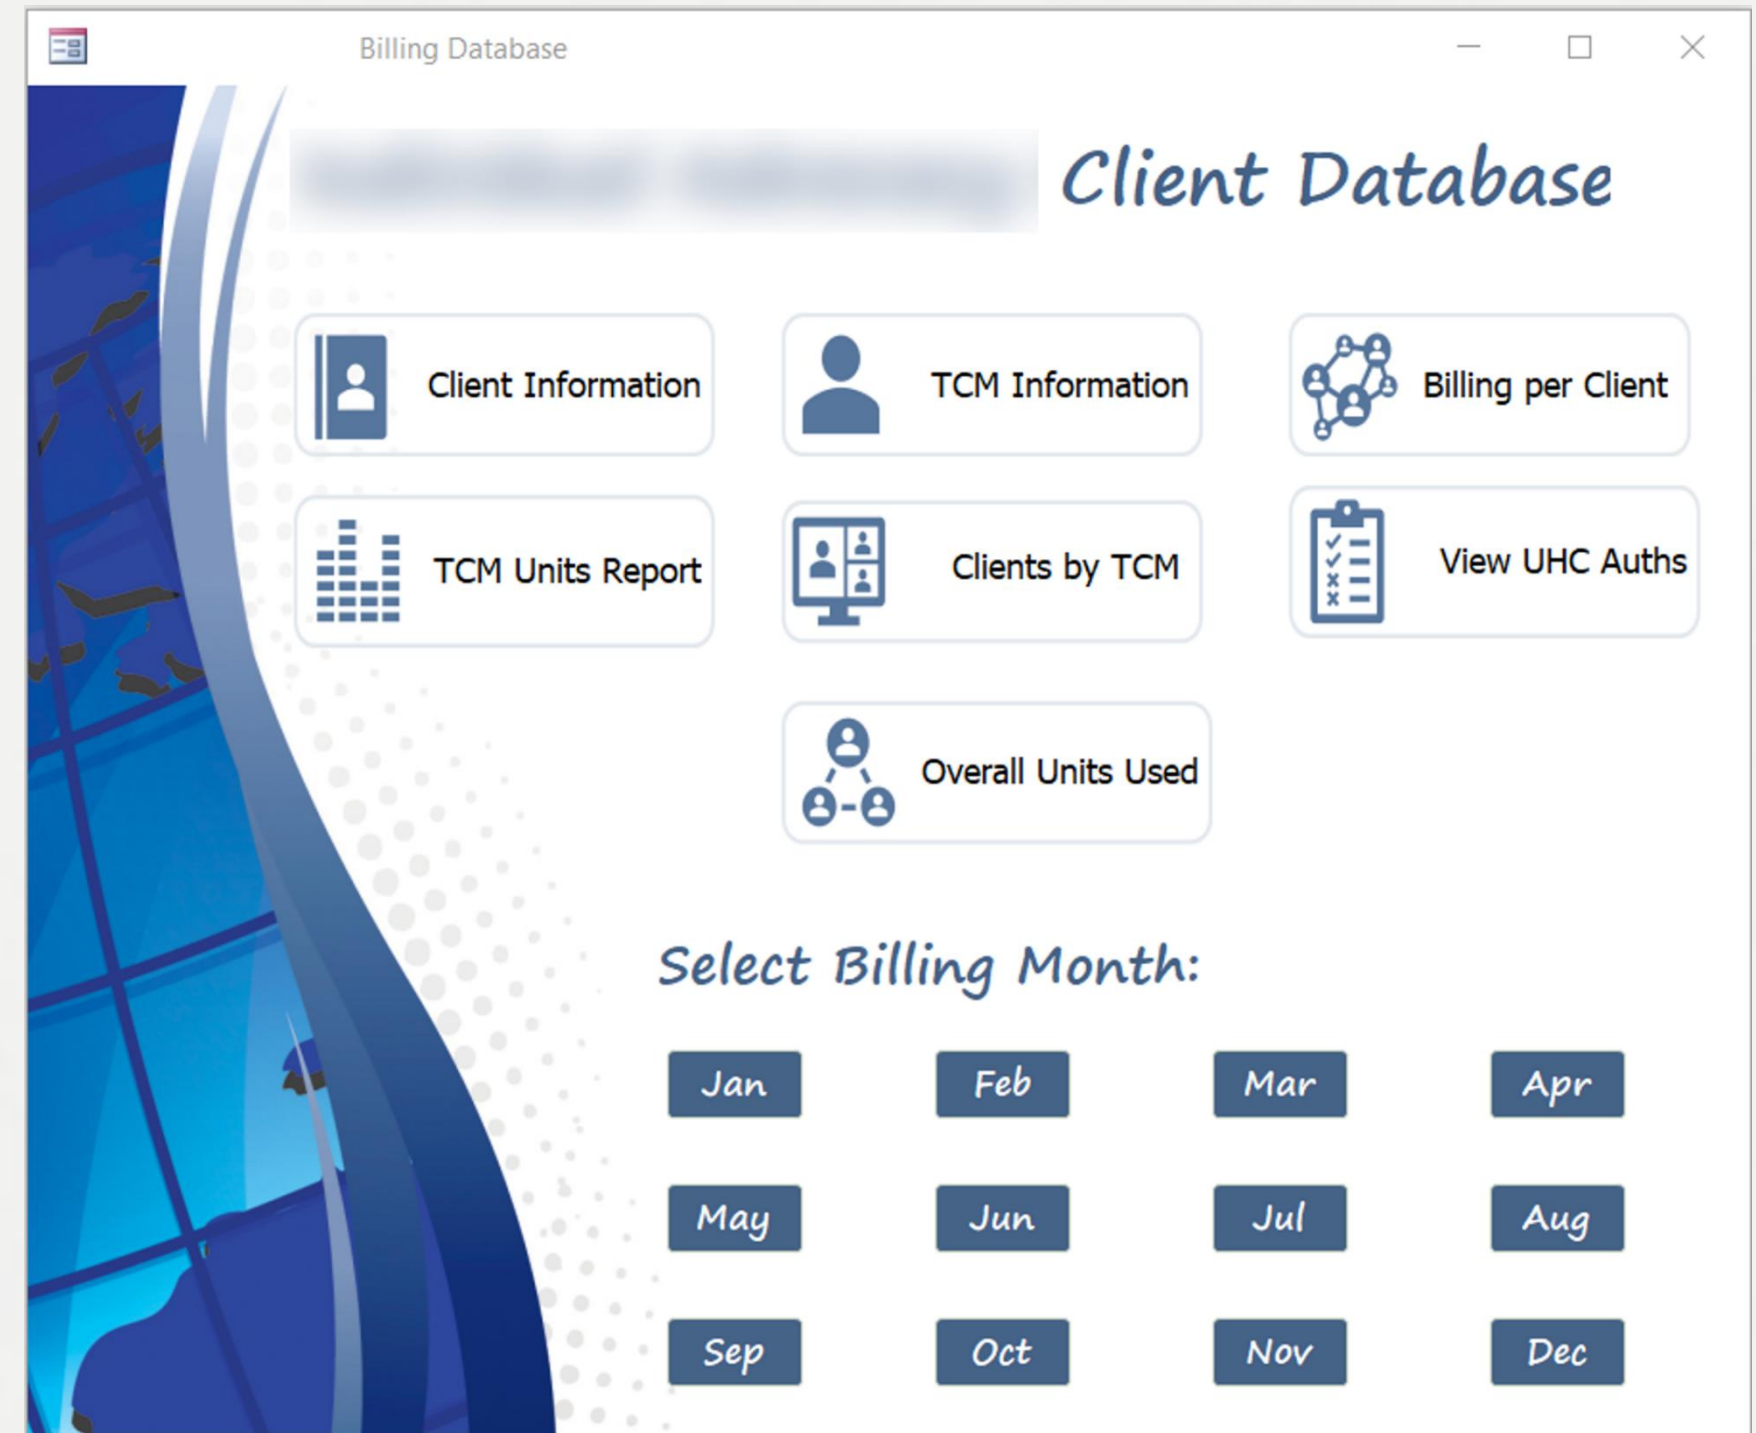 Billing Database
Client Database
Client Information
TCM Information
Billing per Client
TCM Units Report
Clients by TCM
View UHC Auths
Overall Units Used
Select Billing Month:
Jan Feb Mar Apr
May Jun Jul Aug
Sep Oct Nov Dec